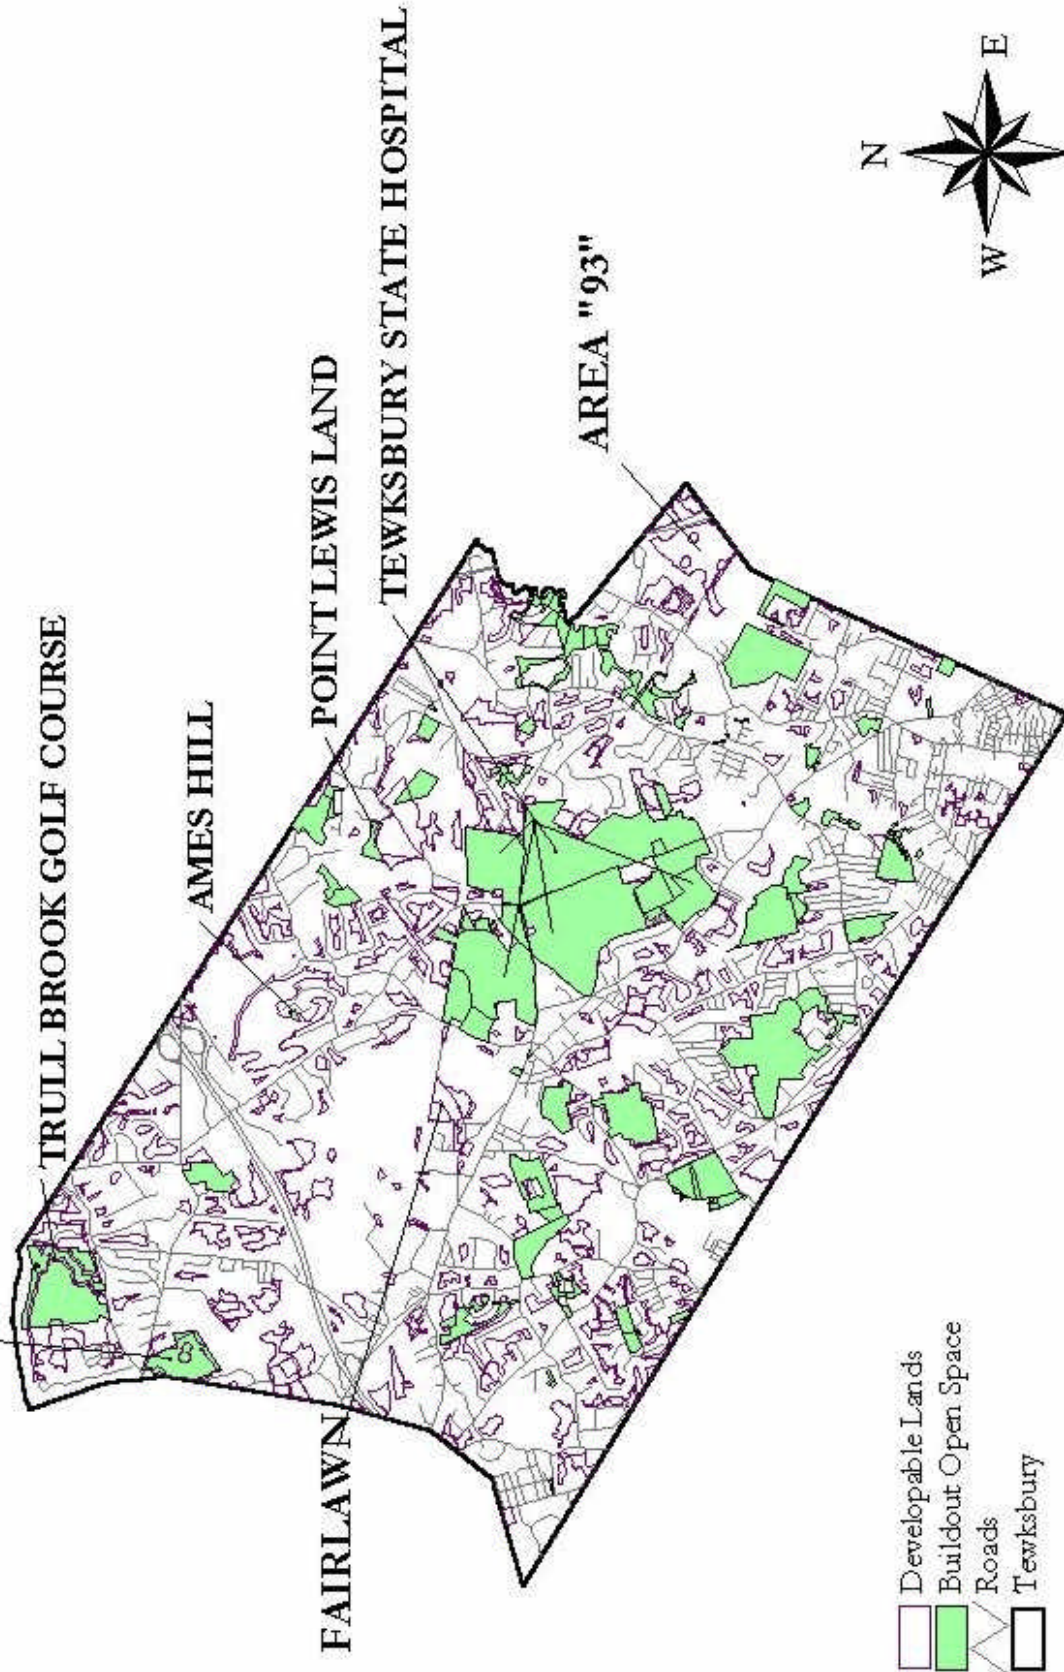 TRULL BROOK GOLF COURSE
AMES HILL
POINT LEWIS LAND
TEWKSBURY STATE HOSPITAL
AREA "93"
FAIRLAWN
N
W
E
Developable Lands
Buildout Open Space
Roads
Tewksbury